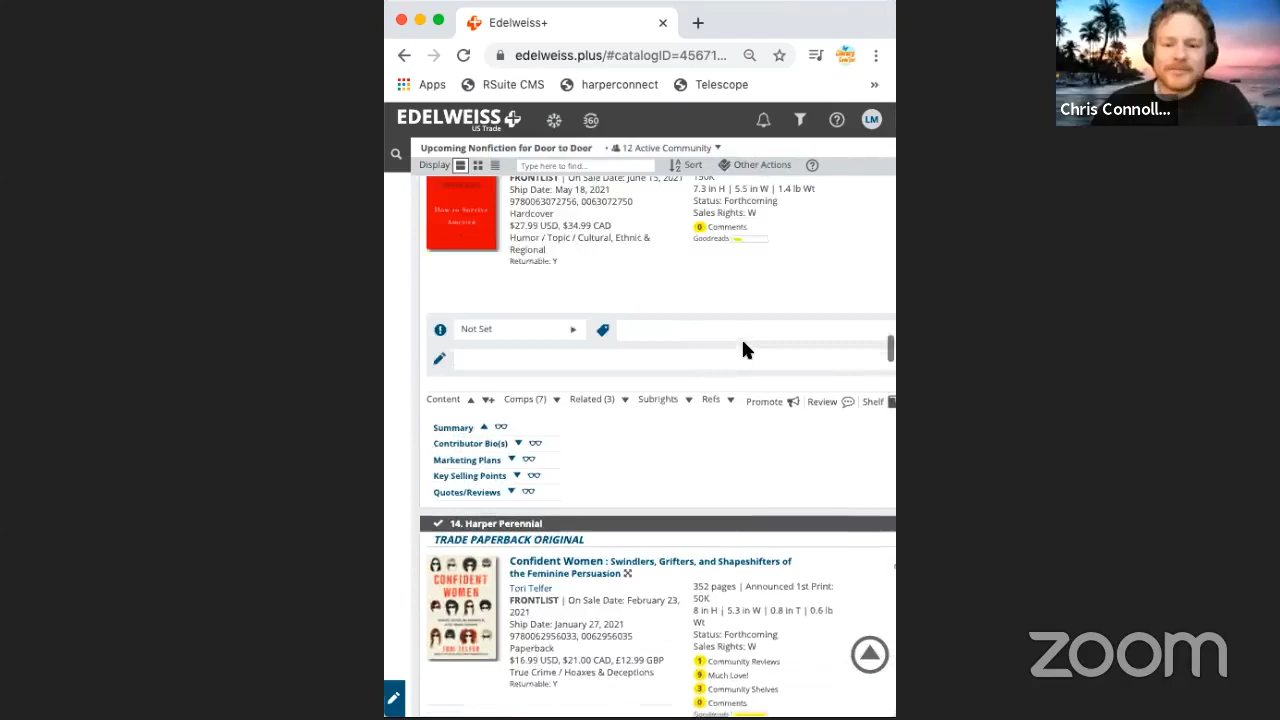 Edelweiss+
edelweiss.plus/#catalogID=45671...
Apps RSuite CMS harperconnect Telescope »
EDELWEISS
US Trade
360
LM
Upcoming Nonfiction for Door to Door • 12 Active Community
Display Type here to find... Sort Other Actions
FRONTLIST | On Sale Date: June 15, 2021
Ship Date: May 18, 2021
9780063072756, 0063072750
Hardcover
$27.99 USD, $34.99 CAD
Humor / Topic / Cultural, Ethnic &
Regional
Returnable: Y
150K
7.3 in H | 5.5 in W | 1.4 lb Wt
Status: Forthcoming
Sales Rights: W
0 Comments
Goodreads
How to Survive
America
Not Set
Content Comps (7) Related (3) Subrights Refs Promote Review Shelf
Summary
Contributor Bio(s)
Marketing Plans
Key Selling Points
Quotes/Reviews
14. Harper Perennial
TRADE PAPERBACK ORIGINAL
CONFIDENT
WOMEN
TORI TELFER
Confident Women : Swindlers, Grifters, and Shapeshifters of
the Feminine Persuasion
Tori Telfer
FRONTLIST | On Sale Date: February 23,
2021
Ship Date: January 27, 2021
9780062956033, 0062956035
Paperback
$16.99 USD, $21.00 CAD, £12.99 GBP
True Crime / Hoaxes & Deceptions
Returnable: Y
352 pages | Announced 1st Print:
50K
8 in H | 5.3 in W | 0.8 in T | 0.6 lb
Wt
Status: Forthcoming
Sales Rights: W
1 Community Reviews
9 Much Love!
3 Community Shelves
0 Comments
Goodreads
Chris Connoll...
zoom